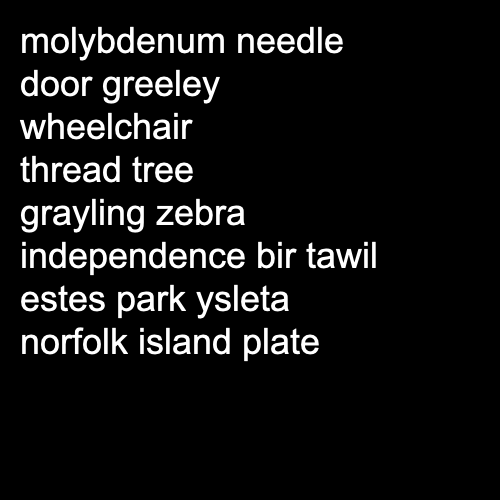 molybdenum needle
door greeley
wheelchair
thread tree
grayling zebra
independence bir tawil
estes park ysleta
norfolk island plate